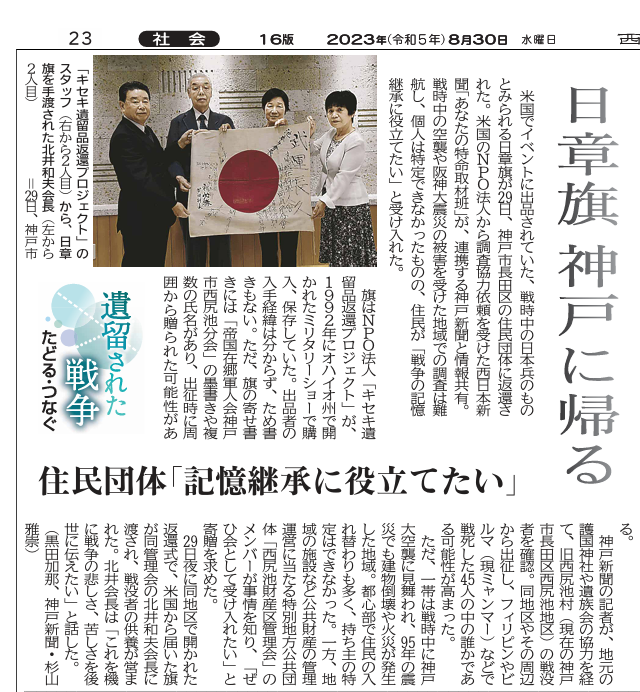 23
社会
16版
2023年(令和5年)8月30日 水曜日
西
日章旗 神戸に帰る
米国でイベントに出品されていた、戦時中の日本兵のもの
とみられる日章旗が29日、神戸市長田区の住民団体に返還さ
れた。米国のNPO法人から調査協力依頼を受けた西日本新
聞「あなたの特命取材班」が、連携する神戸新聞と情報共有。
戦時中の空襲や阪神大震災の被害を受けた地域での調査は難
航し、個人は特定できなかったものの、住民が「戦争の記憶
継承に役立てたい」と受け入れた。
武運長久
「キセキ遺留品返還プロジェクト」の
スタッフ(右から2人目)から、日章
旗を手渡された北井和夫会長(左から
2人目) =29日、神戸市
旗はNPO法人「キセキ遺
留品返還プロジェクト」が、
1992年にオハイオ州で開
かれたミリタリーショーで購
入、保存していた。出品者の
入手経緯は分からず、ため書
きもない。ただ、旗の寄せ書
きには「帝国在郷軍人会神戸
市西尻池分会」の墨書きや複
数の氏名があり、出征時に周
囲から贈られた可能性があ
遺留された
戦争
たどる・つなぐ
住民団体「記憶継承に役立てたい」
る。
神戸新聞の記者が、地元の
護国神社や遺族会の協力を経
て、旧西尻池村(現在の神戸
市長田区西尻池地区)の戦没
者を確認。同地区やその周辺
から出征し、フィリピンやビ
ルマ(現ミャンマー)などで
戦死した45人の中の誰かであ
る可能性が高まった。
ただ、一帯は戦時中に神戸
大空襲に見舞われ、95年の震
災でも建物倒壊や火災が発生
した地域。都心部で住民の入
れ替わりも多く、持ち主の特
定はできなかった。一方、地
域の施設など公共財産の管理
運営に当たる特別地方公共団
体「西尻池財産区管理会」の
メンバーが事情を知り、「ぜ
ひ会として受け入れたい」と
寄贈を求めた。
29日夜に同地区で開かれた
返還式で、米国から届いた旗
が同管理会の北井和夫会長に
渡され、戦没者の供養が営ま
れた。北井会長は「これを機
に戦争の悲しさ、苦しさを後
世に伝えたい」と話した。
(黒田加那、神戸新聞・杉山
雅崇)